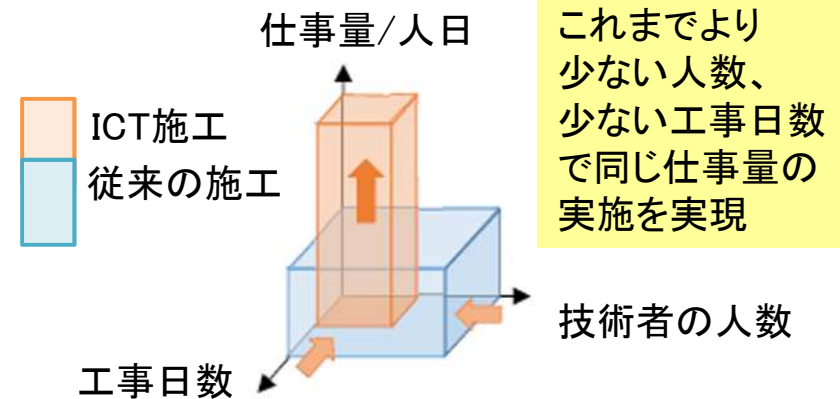 仕事量/人日
これまでより
少ない人数、
少ない工事日数
で同じ仕事量の
実施を実現
ICT施工
従来の施工
技術者の人数
工事日数